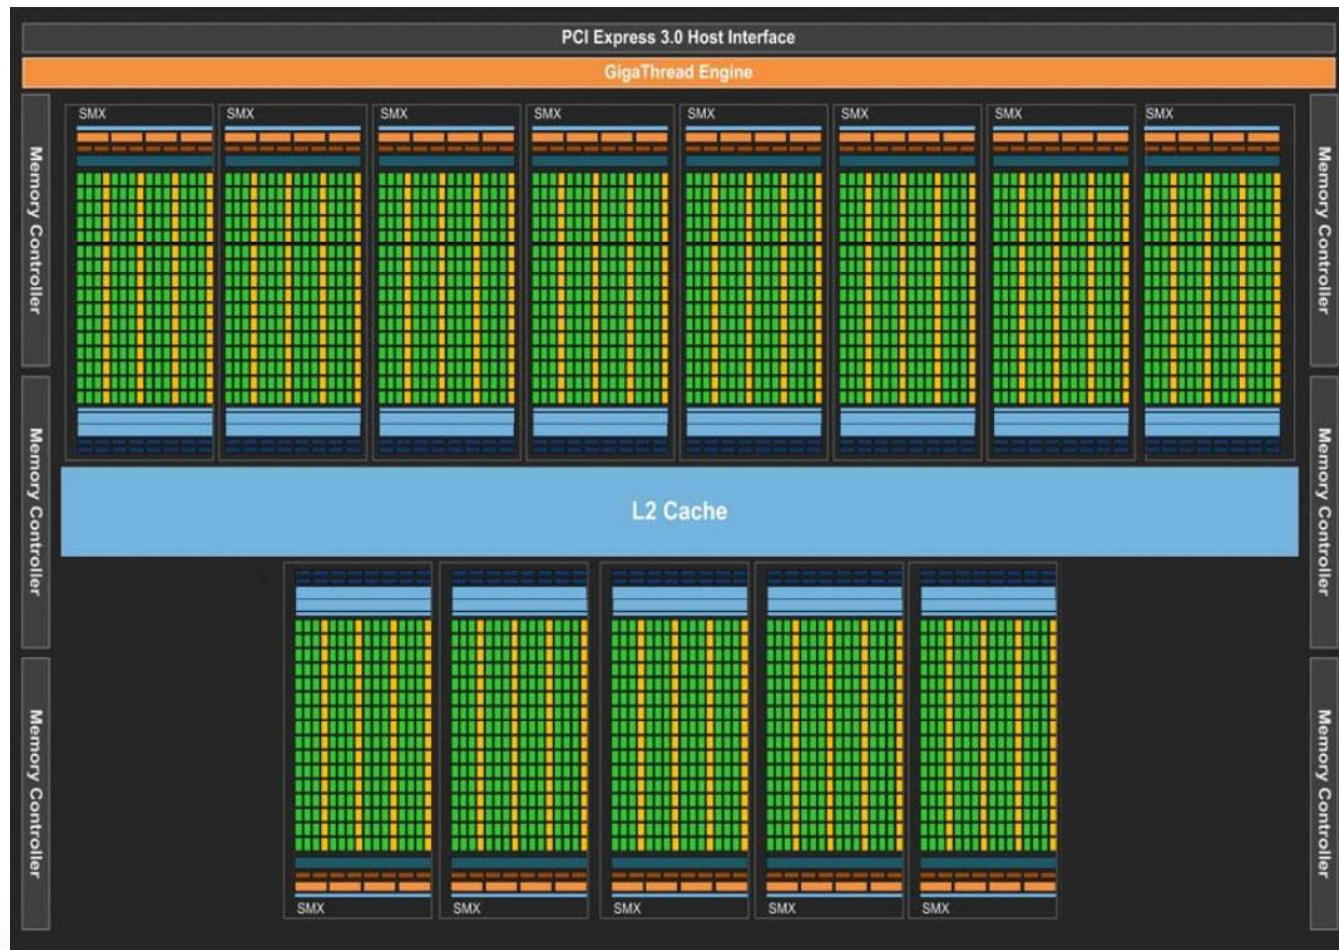 PCI Express 3.0 Host Interface
GigaThread Engine
SMX SMX SMX SMX SMX SMX SMX SMX
Memory Controller
Memory Controller
Memory Controller
Memory Controller
L2 Cache
Memory Controller
Memory Controller
SMX SMX SMX SMX SMX